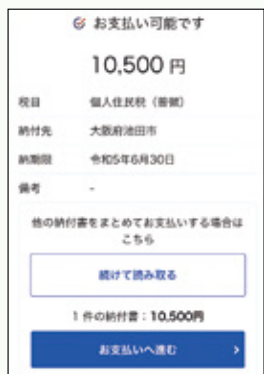 お支払い可能です
10,500 円
税目 個人住民税（普徴）
納付先 大阪府池田市
納期限 令和5年6月30日
備考 -
他の納付書をまとめてお支払いする場合は
こちら
続けて読み取る
1 件の納付書：10,500円
お支払いへ進む